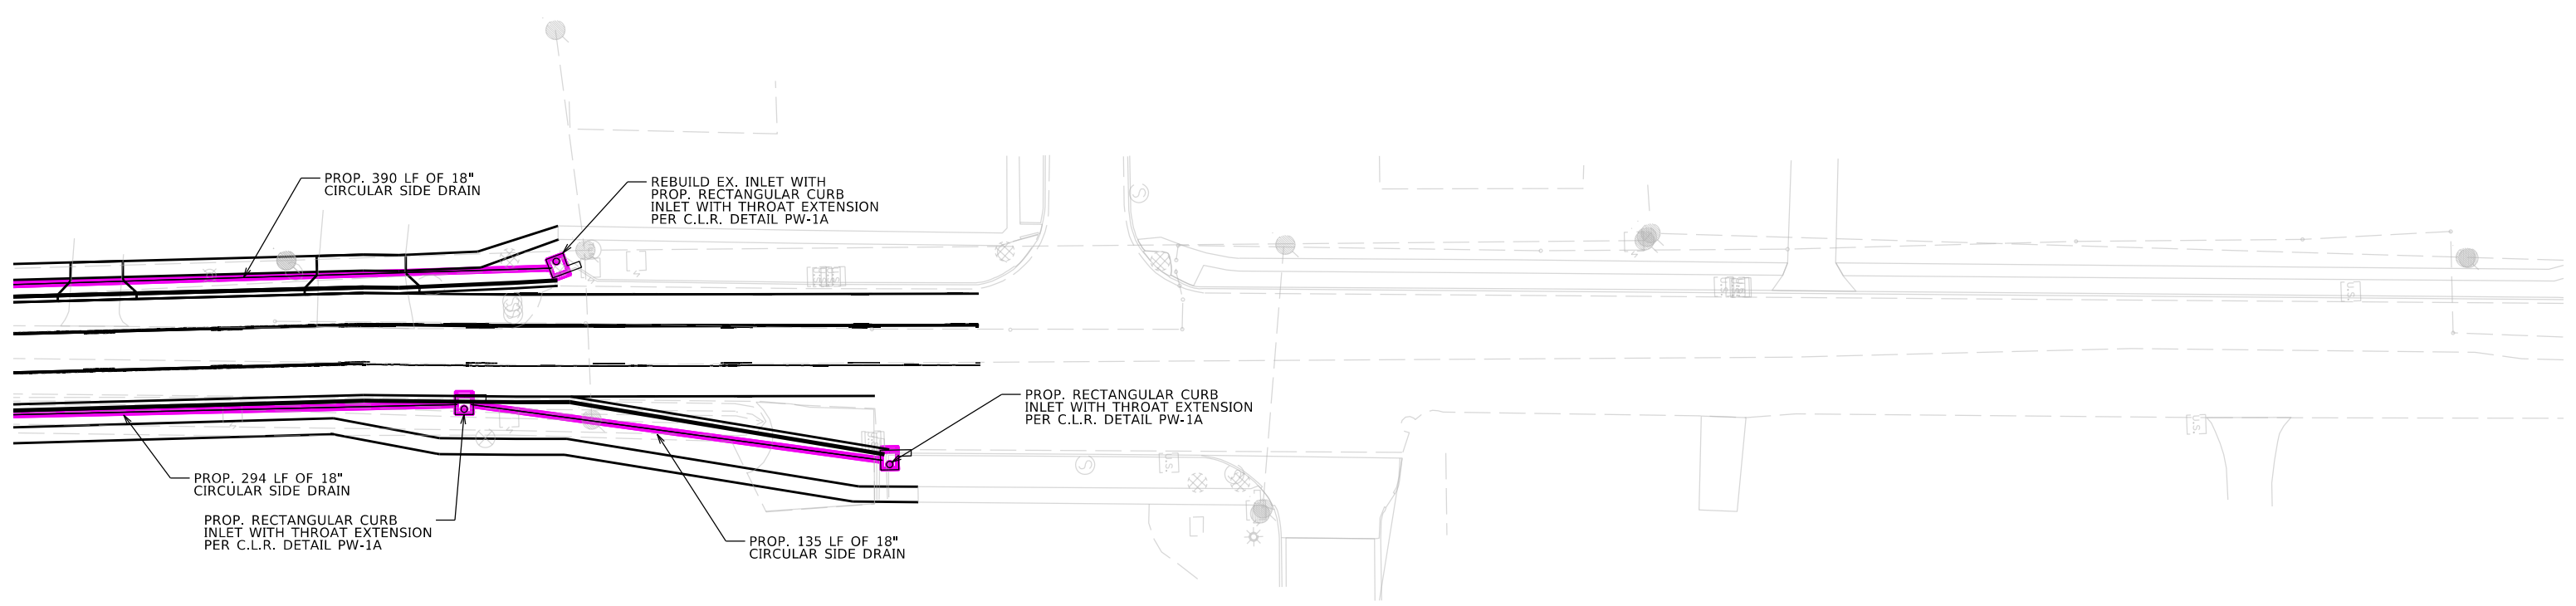 PROP. 390 LF OF 18"
CIRCULAR SIDE DRAIN
REBUILD EX. INLET WITH
PROP. RECTANGULAR CURB
INLET WITH THROAT EXTENSION
PER C.L.R. DETAIL PW-1A
PROP. RECTANGULAR CURB
INLET WITH THROAT EXTENSION
PER C.L.R. DETAIL PW-1A
PROP. 294 LF OF 18"
CIRCULAR SIDE DRAIN
PROP. RECTANGULAR CURB
INLET WITH THROAT EXTENSION
PER C.L.R. DETAIL PW-1A
PROP. 135 LF OF 18"
CIRCULAR SIDE DRAIN
S
S
S
U.S.
U.S.
U.S.
U.S.